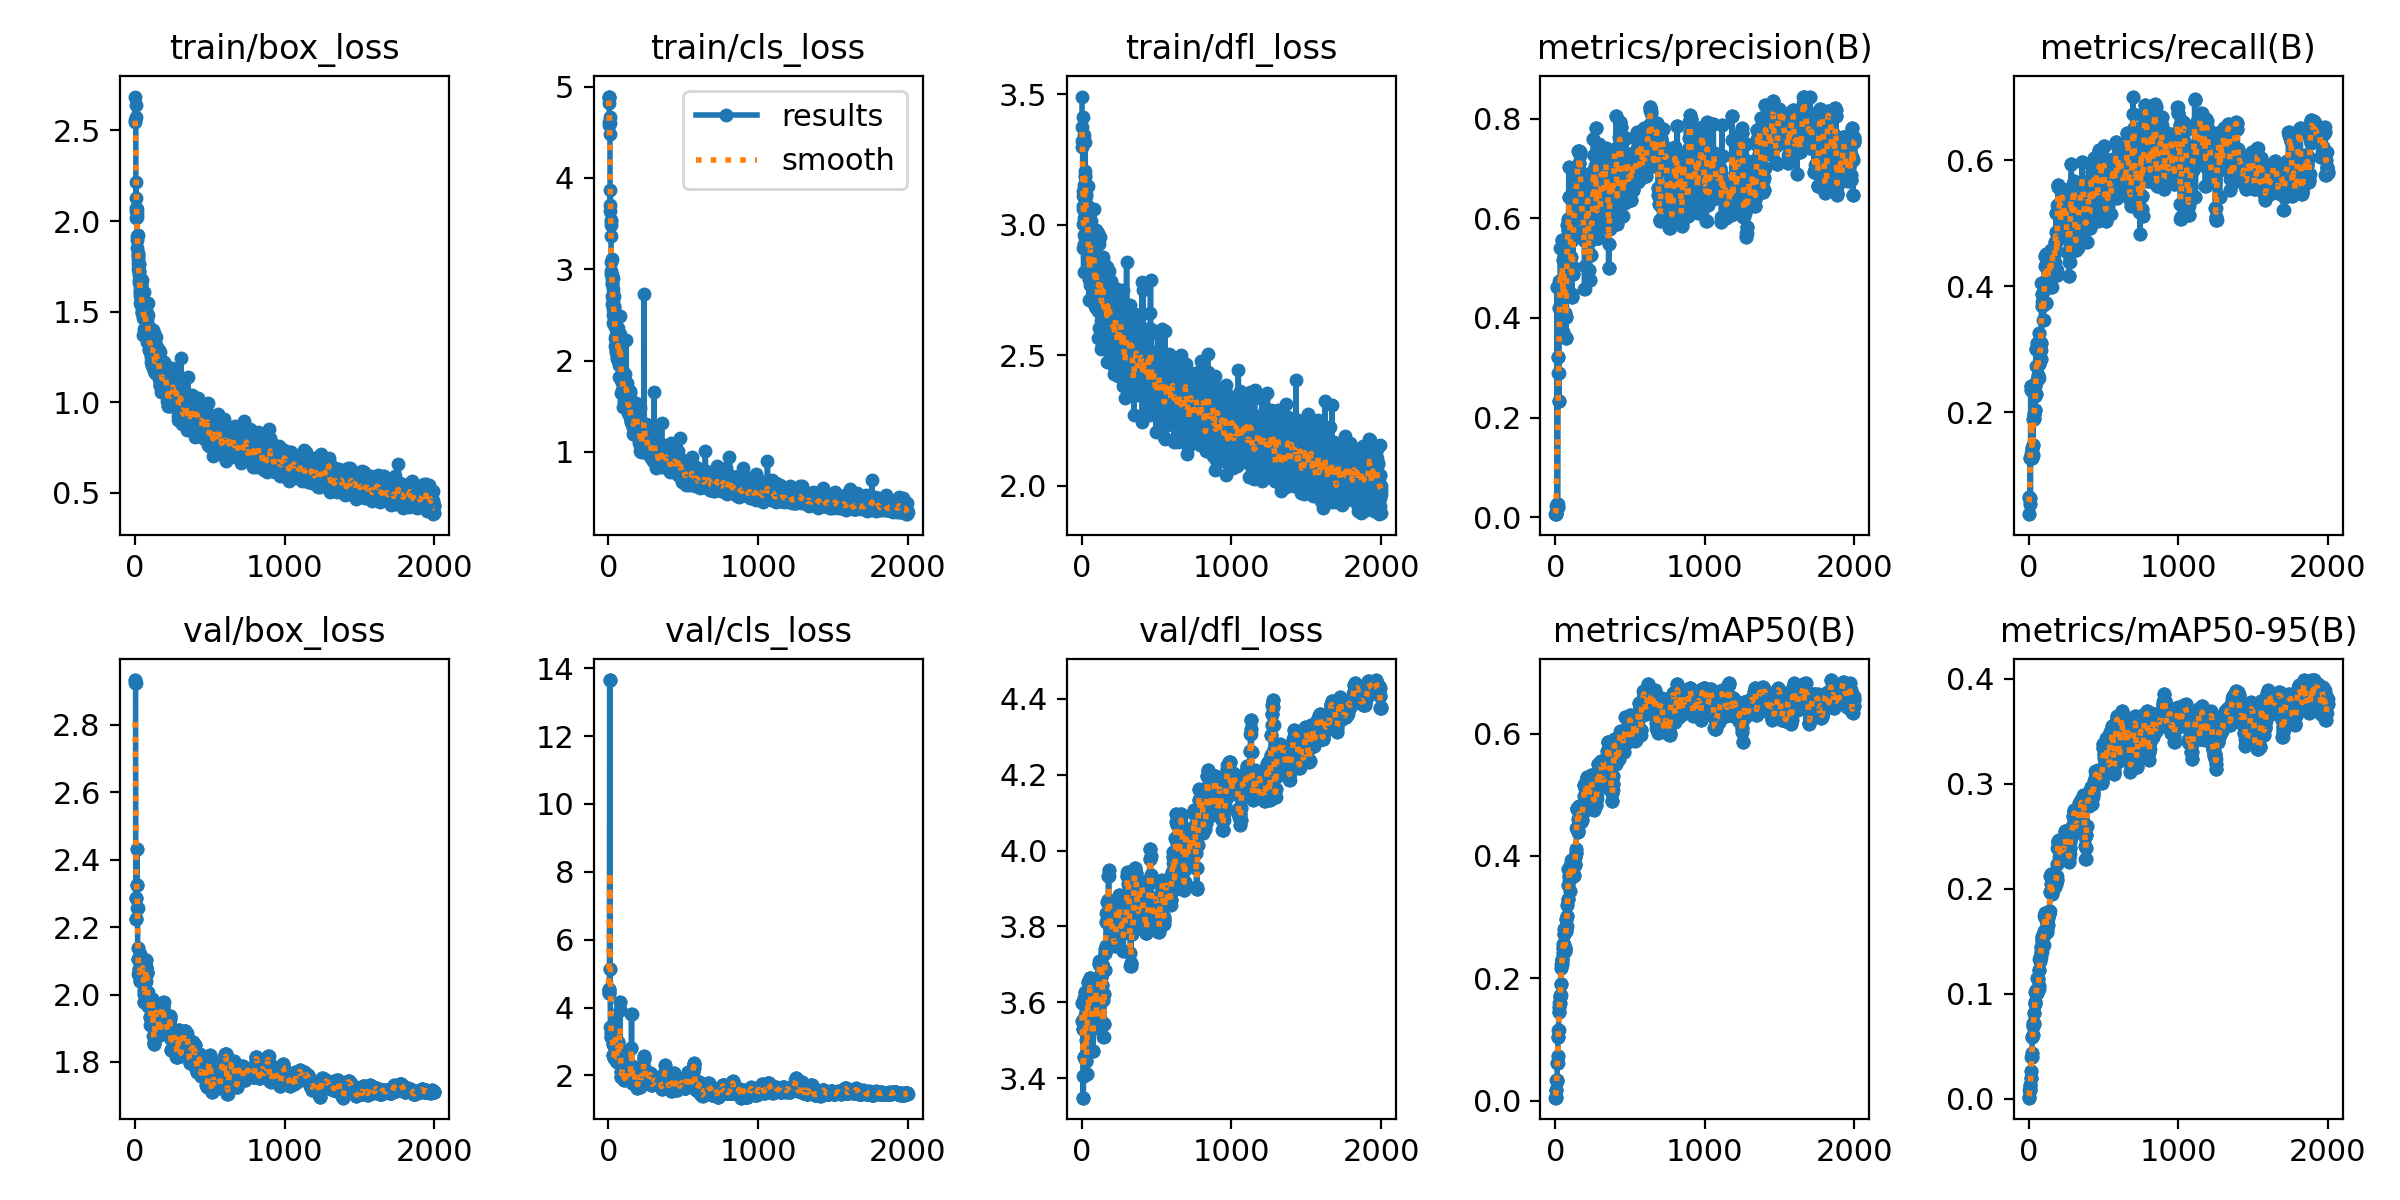 train/box_loss
2.5
2.0
1.5
1.0
0.5
0 1000 2000
train/cls_loss
results
smooth
5
4
3
2
1
0 1000 2000
train/dfl_loss
3.5
3.0
2.5
2.0
0 1000 2000
metrics/precision(B)
0.8
0.6
0.4
0.2
0.0
0 1000 2000
metrics/recall(B)
0.6
0.4
0.2
0 1000 2000
val/box_loss
2.8
2.6
2.4
2.2
2.0
1.8
0 1000 2000
val/cls_loss
14
12
10
8
6
4
2
0 1000 2000
val/dfl_loss
4.4
4.2
4.0
3.8
3.6
3.4
0 1000 2000
metrics/mAP50(B)
0.6
0.4
0.2
0.0
0 1000 2000
metrics/mAP50-95(B)
0.4
0.3
0.2
0.1
0.0
0 1000 2000